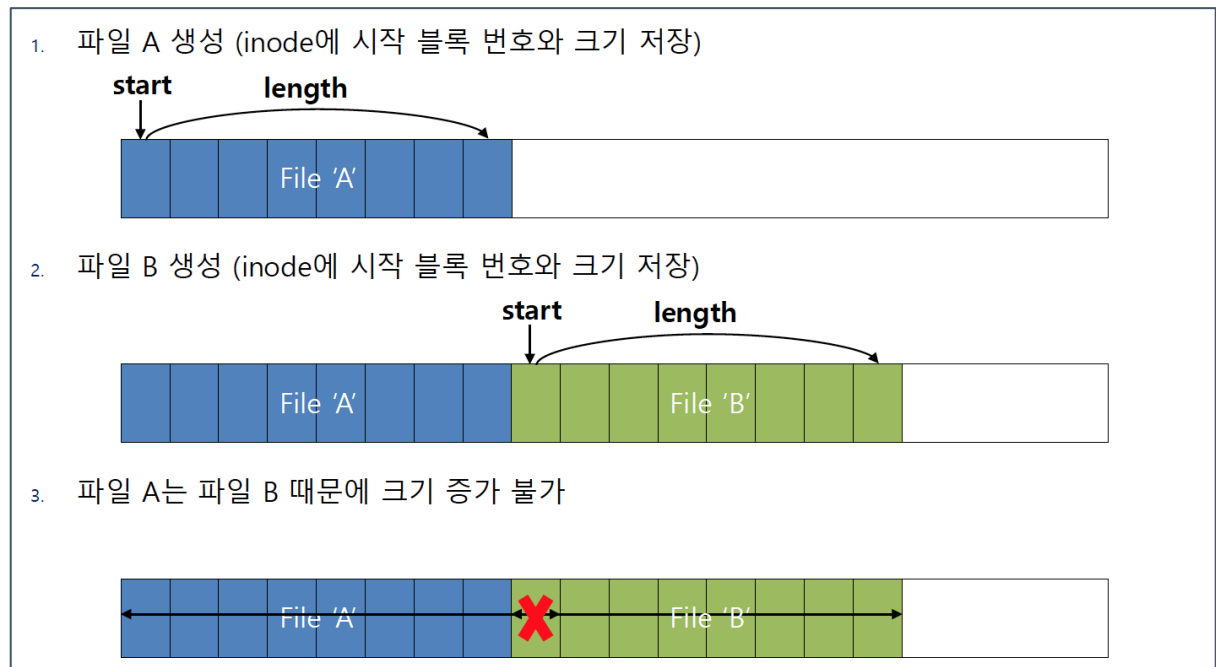 1. 파일 A 생성 (inode에 시작 블록 번호와 크기 저장)
start length
File 'A'
2. 파일 B 생성 (inode에 시작 블록 번호와 크기 저장)
start length
File 'A' File 'B'
3. 파일 A는 파일 B 때문에 크기 증가 불가
File 'A' File 'B'